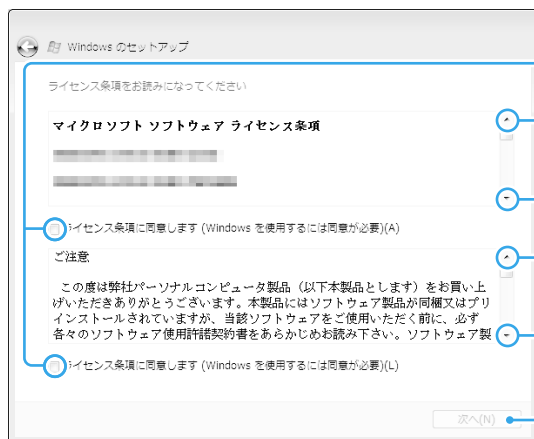 Windows のセットアップ
ライセンス条項をお読みになってください
マイクロソフト ソフトウェア ライセンス条項
ライセンス条項に同意します (Windows を使用するには同意が必要)(A)
ご注意
この度は弊社パーソナルコンピュータ製品（以下本製品とします）をお買い上
げいただきありがとうございます。本製品にはソフトウェア製品が同梱又はプリ
インストールされていますが、当該ソフトウェアをご使用いただく前に、必ず
各々のソフトウェア使用許諾契約書をあらかじめお読み下さい。ソフトウェア製
ライセンス条項に同意します (Windows を使用するには同意が必要)(L)
次へ(N)